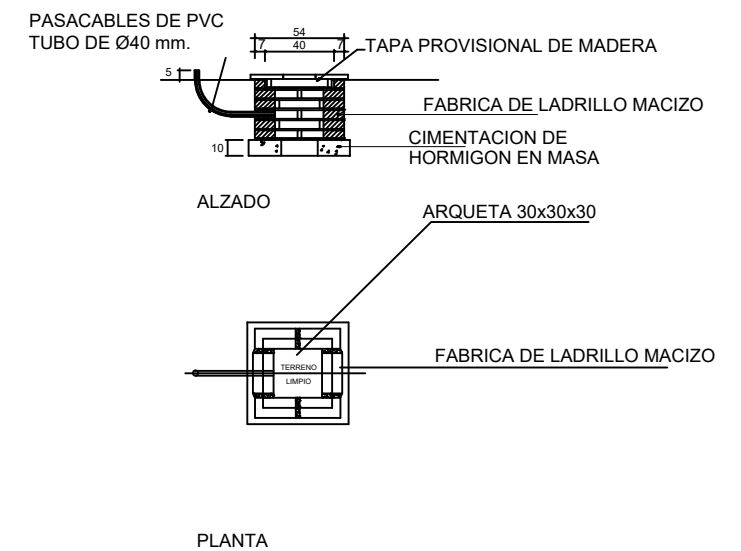 PASACABLES DE PVC
TUBO DE Ø40 mm.
54
7 40 7
TAPA PROVISIONAL DE MADERA
5
FABRICA DE LADRILLO MACIZO
10
CIMENTACION DE
HORMIGON EN MASA
ALZADO
ARQUETA 30x30x30
FABRICA DE LADRILLO MACIZO
TERRENO
LIMPIO
PLANTA